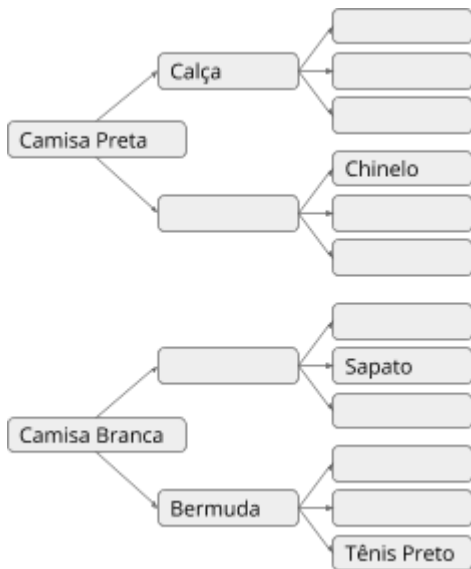 Calça
Camisa Preta
Chinelo
Sapato
Camisa Branca
Bermuda
Tênis Preto